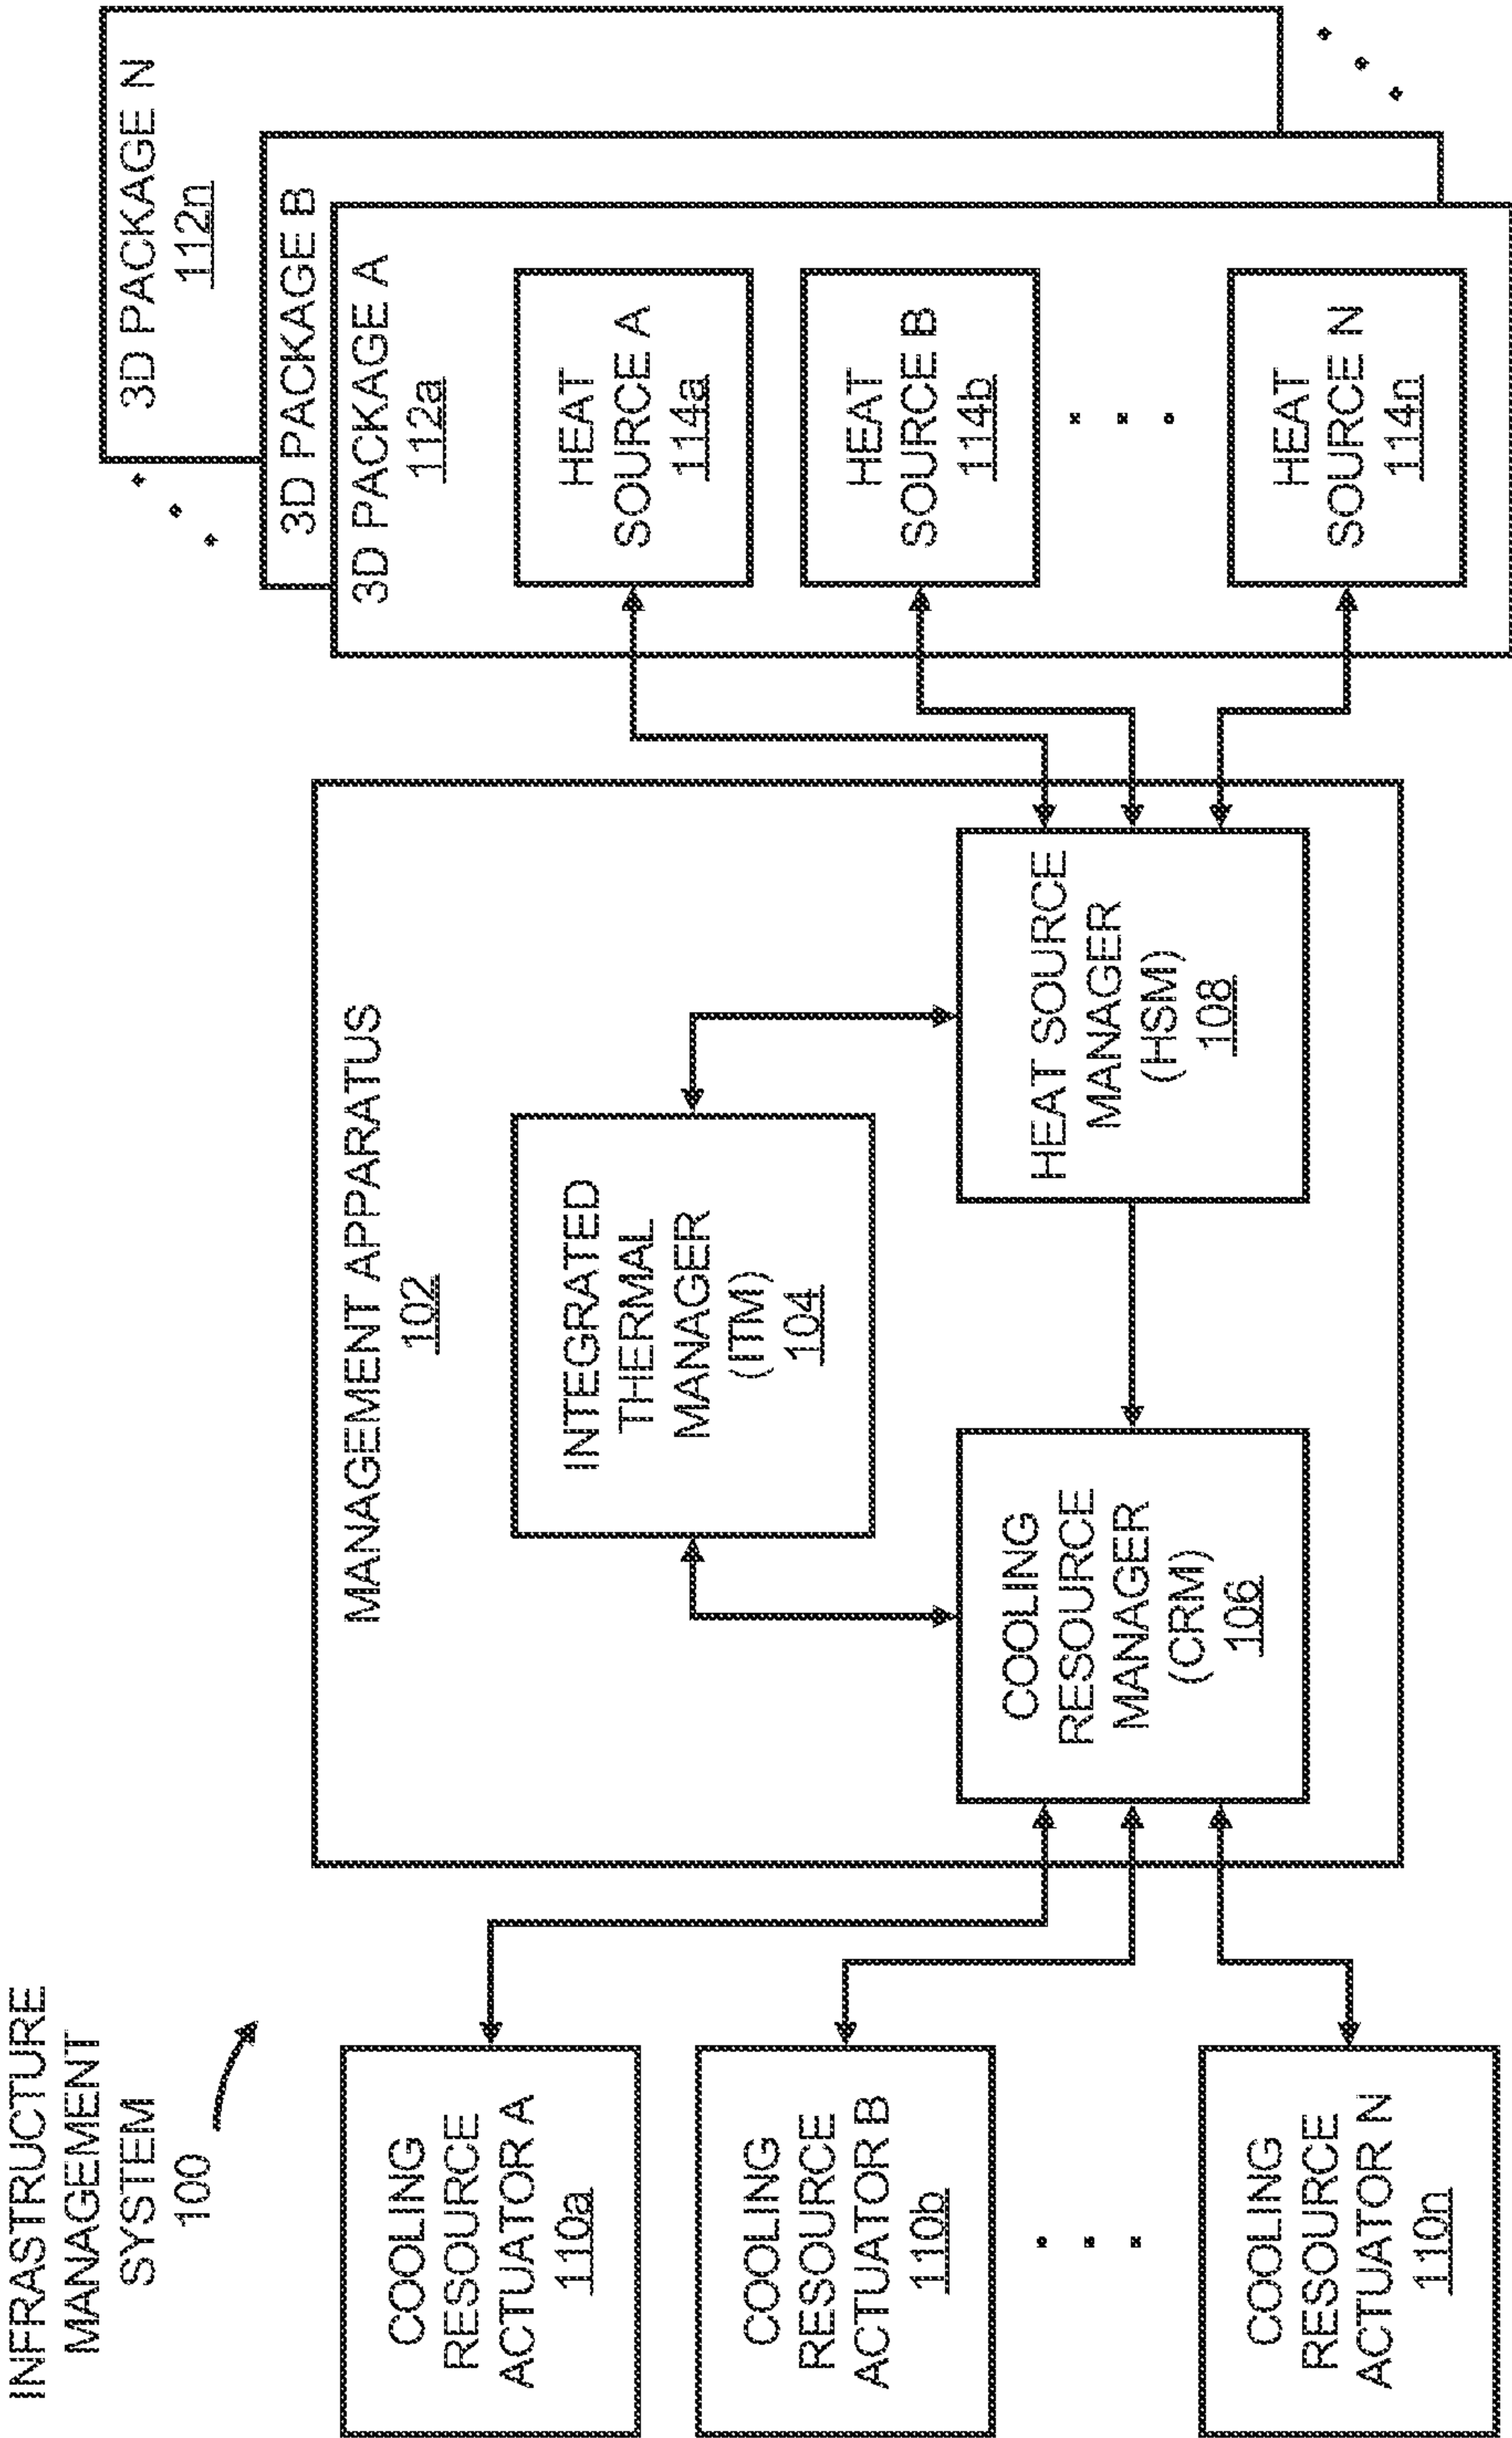 INFRASTRUCTURE
MANAGEMENT
SYSTEM
100
COOLING
RESOURCE
ACTUATOR A
110a
COOLING
RESOURCE
ACTUATOR B
110b
COOLING
RESOURCE
ACTUATOR N
110n
MANAGEMENT APPARATUS
102
INTEGRATED
THERMAL
MANAGER
(ITM)
104
COOLING
RESOURCE
MANAGER
(CRM)
106
HEAT SOURCE
MANAGER
(HSM)
108
3D PACKAGE N
112n
3D PACKAGE B
3D PACKAGE A
112a
HEAT
SOURCE A
114a
HEAT
SOURCE B
114b
HEAT
SOURCE N
114n